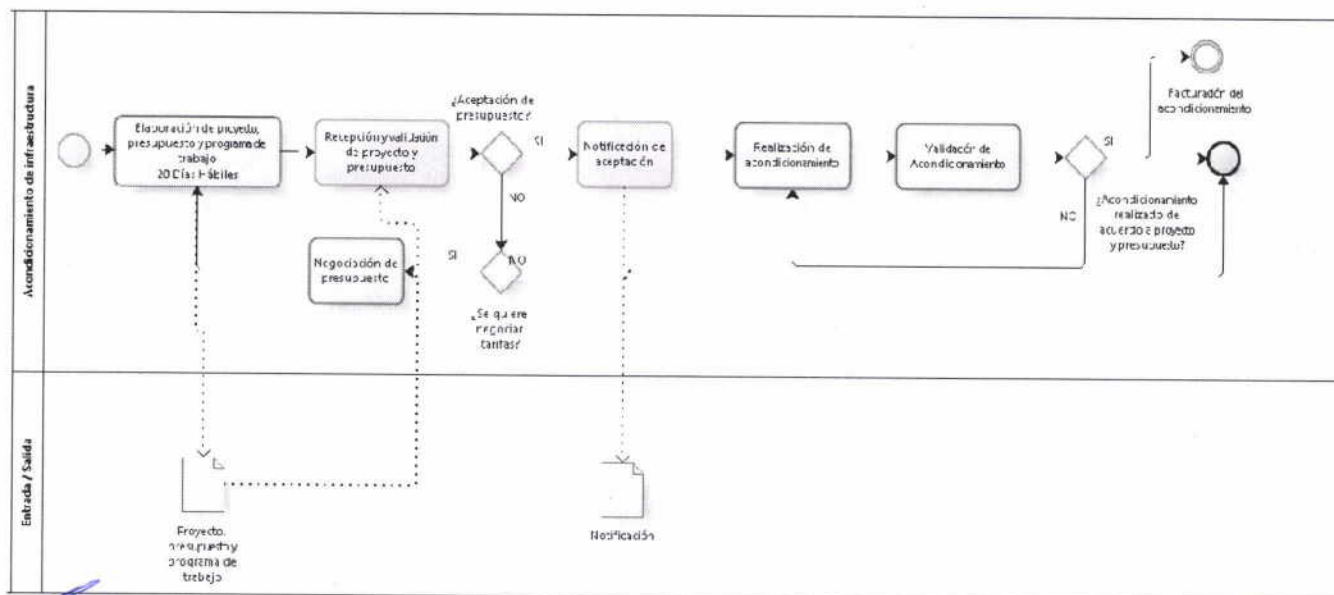 Acondicionamiento de infraestructura
Elaboración de proyecto,
presupuesto y programa de
trabajo
20 Días Hábiles
Recepción y validación
de proyecto y
presupuesto
¿Aceptación de
presupuesto?
SI
NO
Negociación de
presupuesto
SI
NO
¿Se quiere
negociar
tarifas?
Notificación de
aceptación
Realización de
acondicionamiento
Validación de
Acondicionamiento
SI
NO
¿Acondicionamiento
realizado de
acuerdo a proyecto
y presupuesto?
Facturación del
acondicionamiento
Entrada / Salida
Proyecto,
presupuesto y
programa de
trabajo
Notificación